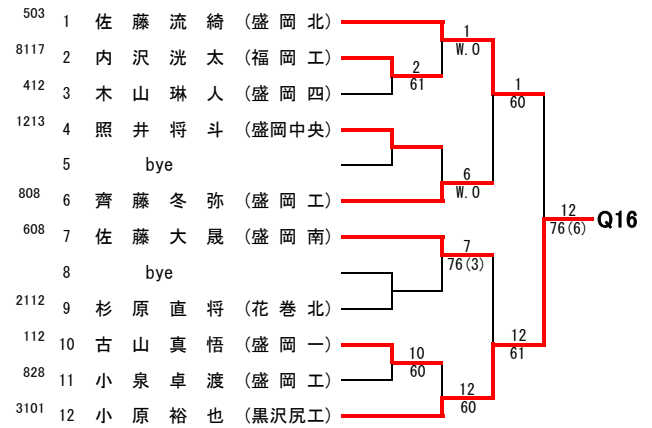 503 1 佐藤流綺 (盛岡北)
1
W.O
8117 2 内沢洸太 (福岡工)
2
61
1
60
412 3 木山琳人 (盛岡四)
1213 4 照井将斗 (盛岡中央)
5 bye
6
W.O
808 6 齊藤冬弥 (盛岡工)
12
76(6)
Q16
608 7 佐藤大晟 (盛岡南)
7
76(3)
8 bye
2112 9 杉原直将 (花巻北)
112 10 古山真悟 (盛岡一)
10
60
12
61
828 11 小泉卓渡 (盛岡工)
12
60
3101 12 小原裕也 (黒沢尻工)